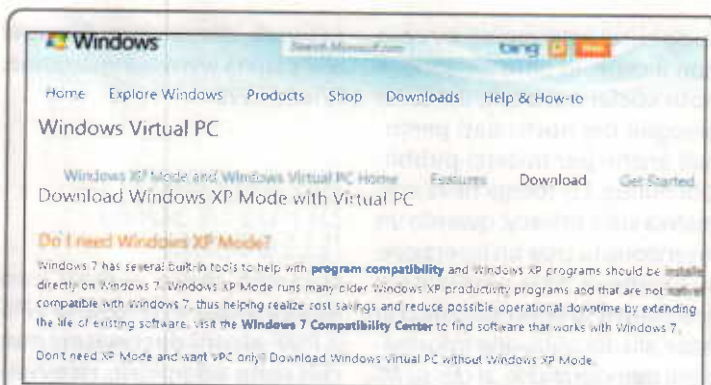 Windows
Search Microsoft.com
bing
Home Explore Windows Products Shop Downloads Help & How-to
Windows Virtual PC
Windows XP Mode and Windows Virtual PC Home Features Download Get Started
Download Windows XP Mode with Virtual PC
Do I need Windows XP Mode?
Windows 7 has several built-in tools to help with program compatibility and Windows XP programs should be installe
directly on Windows 7. Windows XP Mode runs many older Windows XP productivity programs and that are not native
compatible with Windows 7, thus helping realize cost savings and reduce possible operational downtime by extending
the life of existing software. Visit the Windows 7 Compatibility Center to find software that works with Windows 7.
Don't need XP Mode and want VPC only? Download Windows Virtual PC without Windows XP Mode.